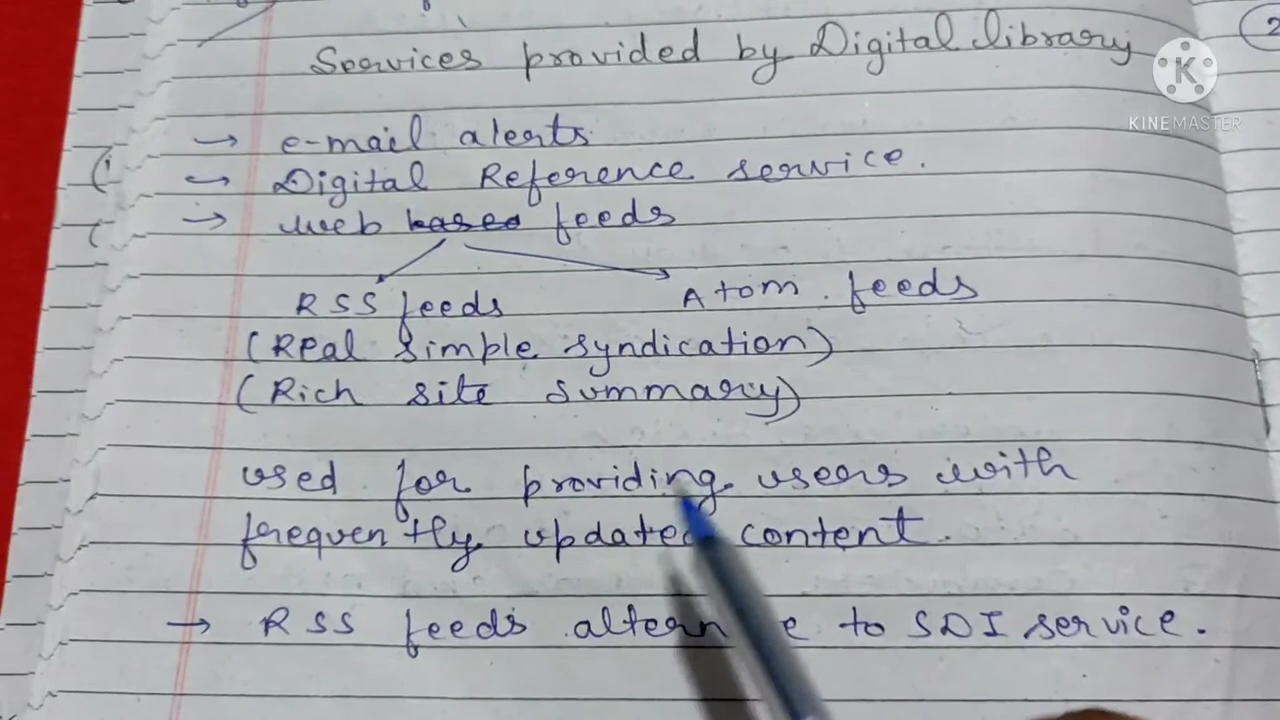 2
Services provided by Digital library
KINEMASTER
→ e-mail alerts
→ Digital Reference service.
→ web based feeds
RSS feeds Atom feeds
(Real simple syndication)
(Rich site summary)
used for providing users with
frequently updated content.
→ RSS feeds to SDI service.